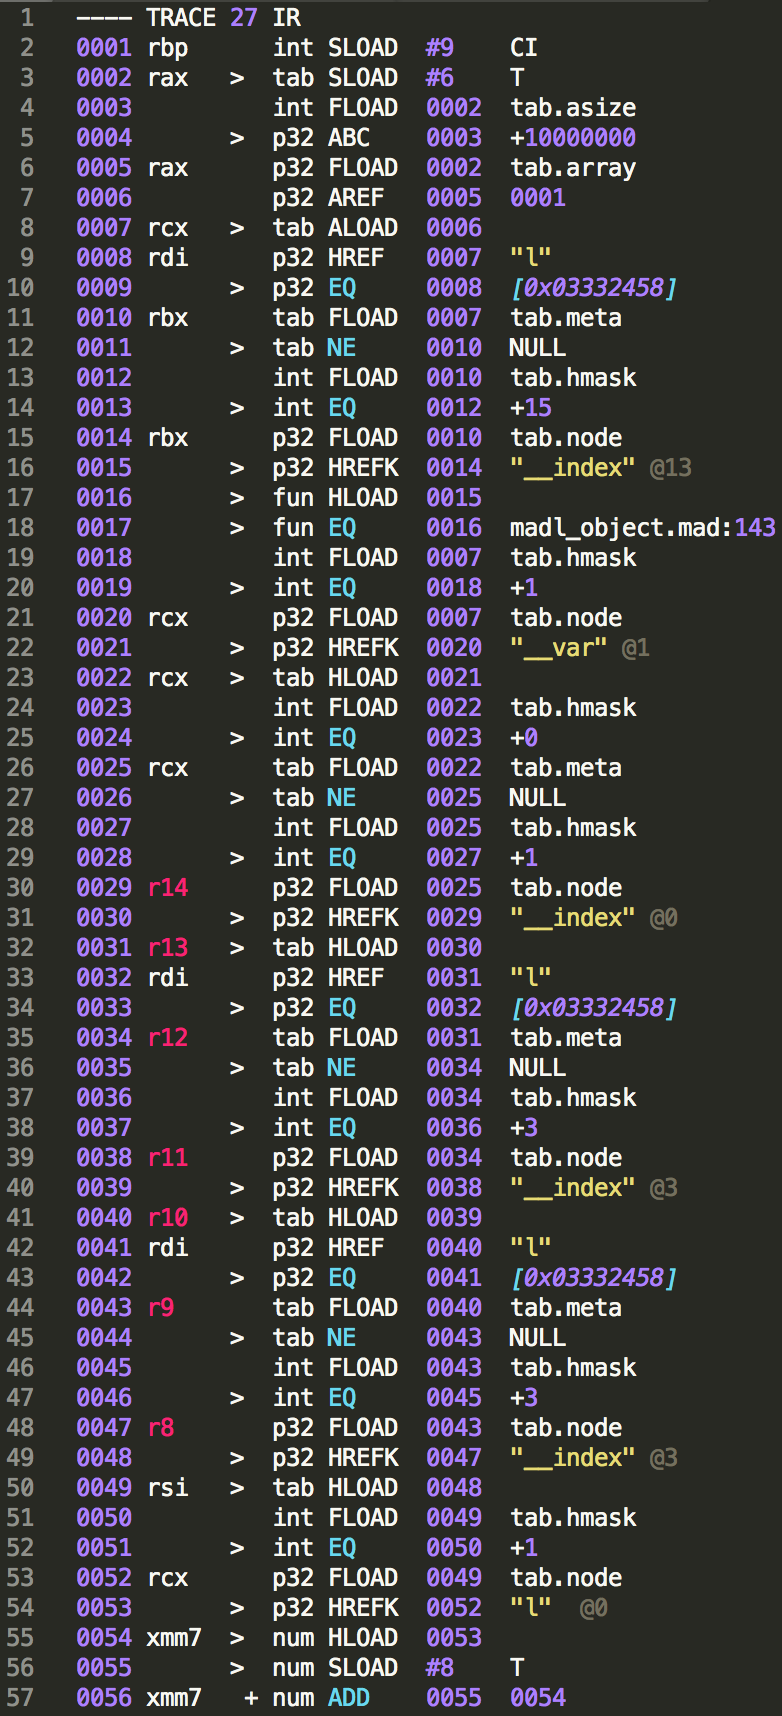 1 ---- TRACE 27 IR
2 0001 rbp int SLOAD #9 CI
3 0002 rax > tab SLOAD #6 T
4 0003 int FLOAD 0002 tab.asize
5 0004 > p32 ABC 0003 +10000000
6 0005 rax p32 FLOAD 0002 tab.array
7 0006 p32 AREF 0005 0001
8 0007 rcx > tab ALOAD 0006
9 0008 rdi p32 HREF 0007 "l"
10 0009 > p32 EQ 0008 [0x03332458]
11 0010 rbx tab FLOAD 0007 tab.meta
12 0011 > tab NE 0010 NULL
13 0012 int FLOAD 0010 tab.hmask
14 0013 > int EQ 0012 +15
15 0014 rbx p32 FLOAD 0010 tab.node
16 0015 > p32 HREFK 0014 "__index" @13
17 0016 > fun HLOAD 0015
18 0017 > fun EQ 0016 madl_object.mad:143
19 0018 int FLOAD 0007 tab.hmask
20 0019 > int EQ 0018 +1
21 0020 rcx p32 FLOAD 0007 tab.node
22 0021 > p32 HREFK 0020 "__var" @1
23 0022 rcx > tab HLOAD 0021
24 0023 int FLOAD 0022 tab.hmask
25 0024 > int EQ 0023 +0
26 0025 rcx tab FLOAD 0022 tab.meta
27 0026 > tab NE 0025 NULL
28 0027 int FLOAD 0025 tab.hmask
29 0028 > int EQ 0027 +1
30 0029 r14 p32 FLOAD 0025 tab.node
31 0030 > p32 HREFK 0029 "__index" @0
32 0031 r13 > tab HLOAD 0030
33 0032 rdi p32 HREF 0031 "l"
34 0033 > p32 EQ 0032 [0x03332458]
35 0034 r12 tab FLOAD 0031 tab.meta
36 0035 > tab NE 0034 NULL
37 0036 int FLOAD 0034 tab.hmask
38 0037 > int EQ 0036 +3
39 0038 r11 p32 FLOAD 0034 tab.node
40 0039 > p32 HREFK 0038 "__index" @3
41 0040 r10 > tab HLOAD 0039
42 0041 rdi p32 HREF 0040 "l"
43 0042 > p32 EQ 0041 [0x03332458]
44 0043 r9 tab FLOAD 0040 tab.meta
45 0044 > tab NE 0043 NULL
46 0045 int FLOAD 0043 tab.hmask
47 0046 > int EQ 0045 +3
48 0047 r8 p32 FLOAD 0043 tab.node
49 0048 > p32 HREFK 0047 "__index" @3
50 0049 rsi > tab HLOAD 0048
51 0050 int FLOAD 0049 tab.hmask
52 0051 > int EQ 0050 +1
53 0052 rcx p32 FLOAD 0049 tab.node
54 0053 > p32 HREFK 0052 "l" @0
55 0054 xmm7 > num HLOAD 0053
56 0055 > num SLOAD #8 T
57 0056 xmm7 + num ADD 0055 0054